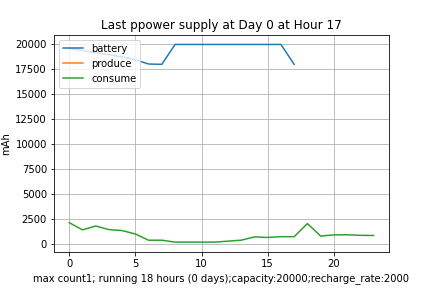 Last ppower supply at Day 0 at Hour 17
20000
17500
15000
12500
10000
7500
5000
2500
0
mAh
battery
produce
consume
0 5 10 15 20
max count1; running 18 hours (0 days);capacity:20000;recharge_rate:2000